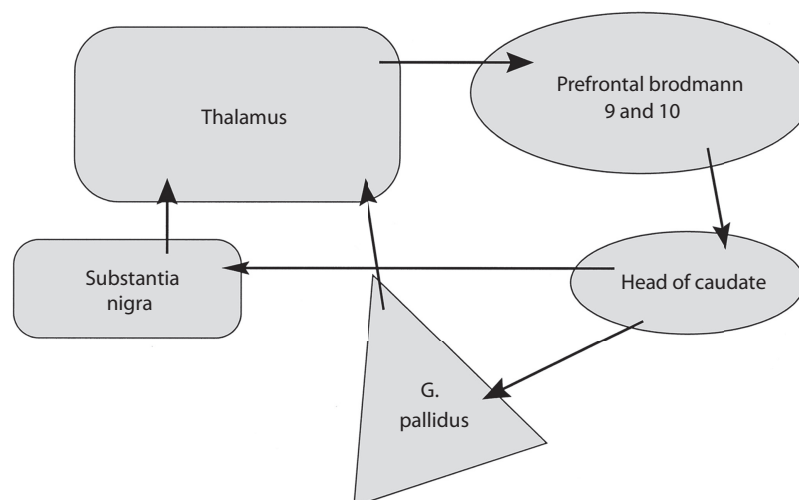 Thalamus
Prefrontal brodmann
9 and 10
Substantia
nigra
Head of caudate
G.
pallidus